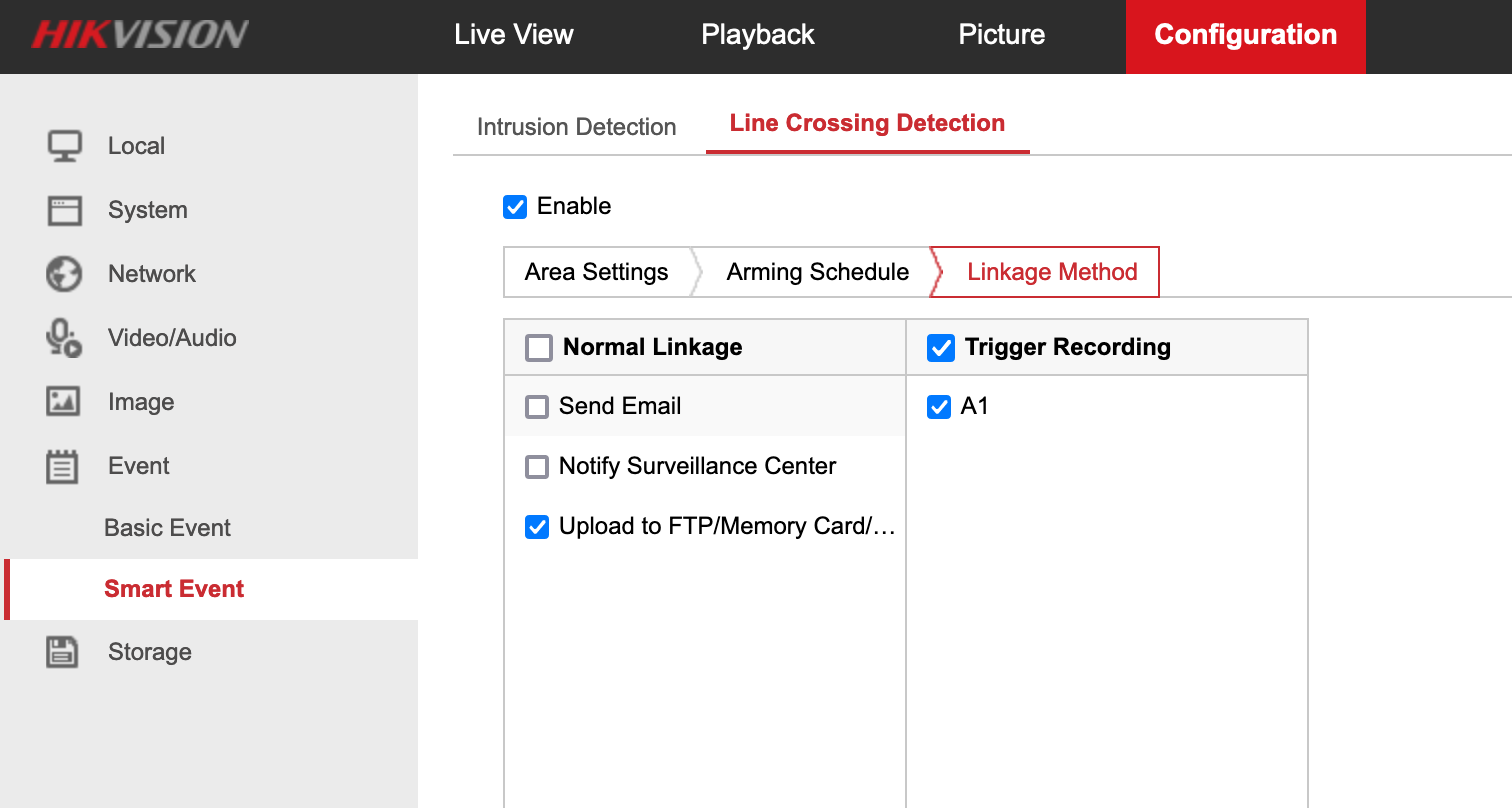 HIKVISION Live View Playback Picture Configuration
Local
System
Network
Video/Audio
Image
Event
Basic Event
Smart Event
Storage
Intrusion Detection Line Crossing Detection
Enable
Area Settings Arming Schedule Linkage Method
Normal Linkage Trigger Recording
Send Email A1
Notify Surveillance Center
Upload to FTP/Memory Card/...